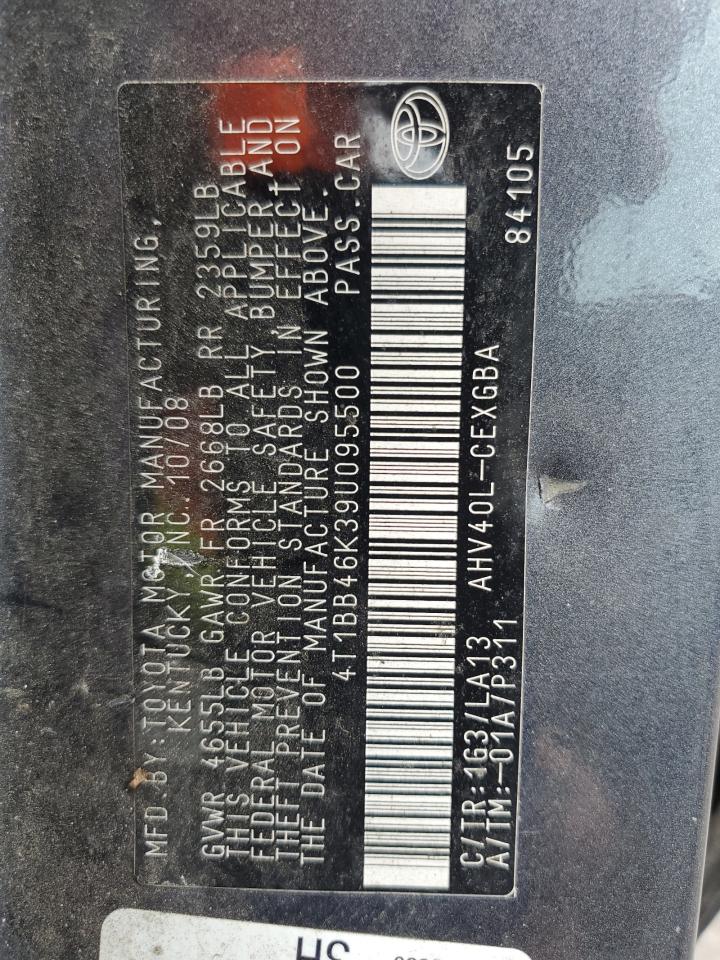 MFD.BY:TOYOTA MOTOR MANUFACTURING,
KENTUCKY, INC. 10/08
GVWR 4655LB GAWR FR 2668LB RR 2359LB
THIS VEHICLE CONFORMS TO ALL APPLICABLE
FEDERAL MOTOR VEHICLE SAFETY, BUMPER, AND
THEFT PREVENTION STANDARDS IN EFFECT ON
THE DATE OF MANUFACTURE SHOWN ABOVE.
4T1BB46K39U095500 PASS.CAR
C/TR:1G3/LA13 AHV40L-CEXGBA 84105
A/TM:-01A/P311
SH